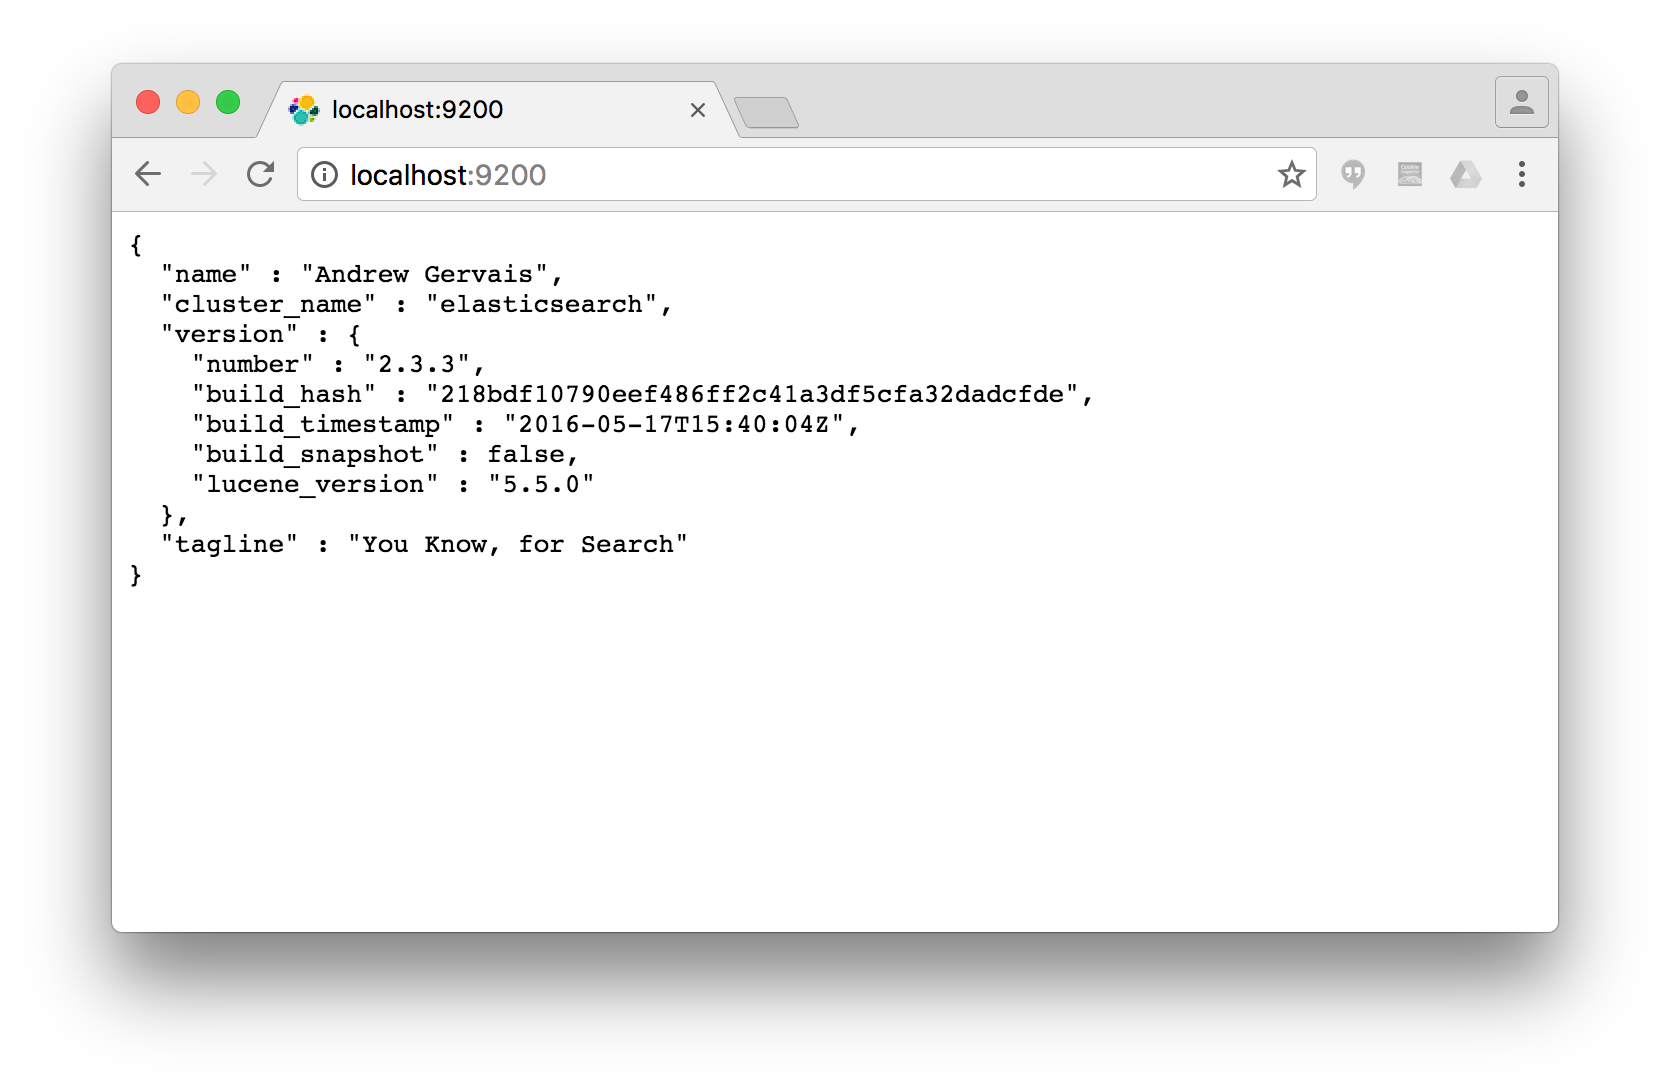 localhost:9200
localhost:9200
{
  "name" : "Andrew Gervais",
  "cluster_name" : "elasticsearch",
  "version" : {
    "number" : "2.3.3",
    "build_hash" : "218bdf10790eef486ff2c41a3df5cfa32dadcfde",
    "build_timestamp" : "2016-05-17T15:40:04Z",
    "build_snapshot" : false,
    "lucene_version" : "5.5.0"
  },
  "tagline" : "You Know, for Search"
}